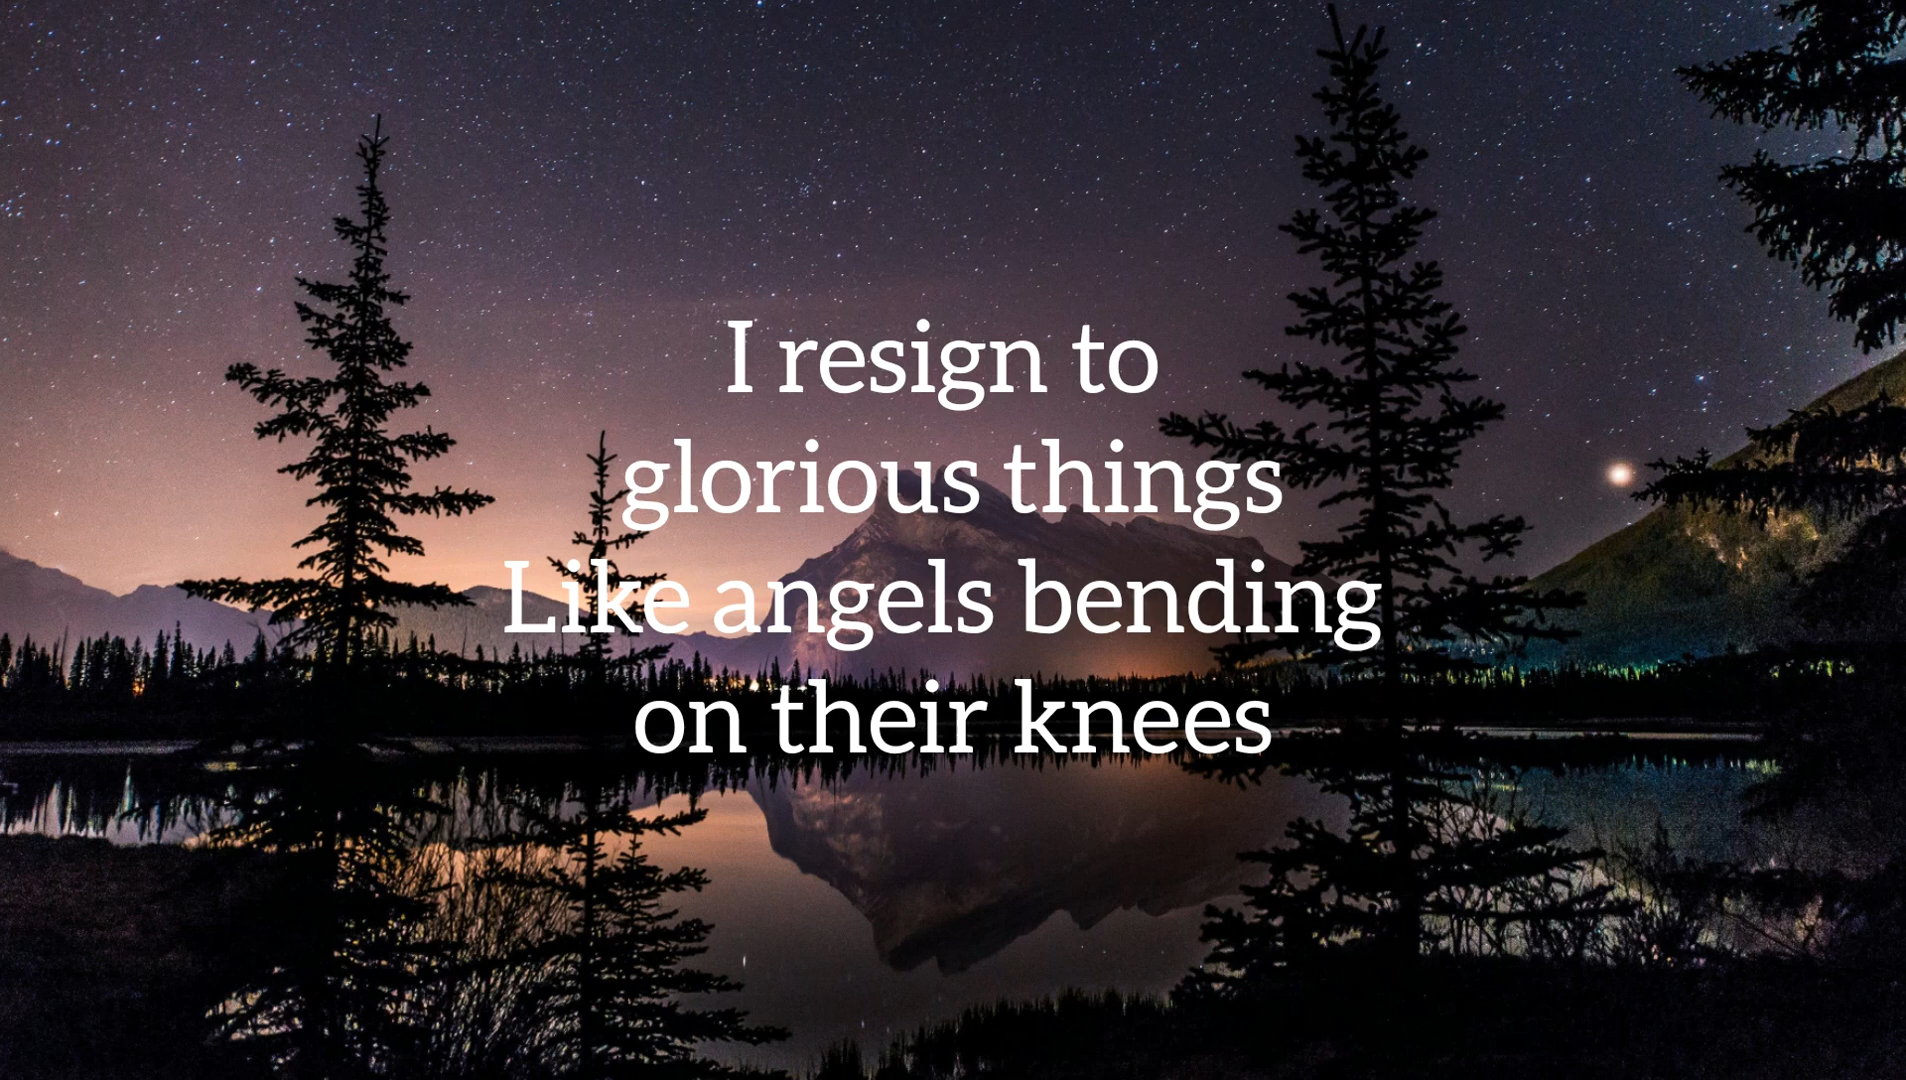 I resign to
glorious things
Like angels bending
on their knees